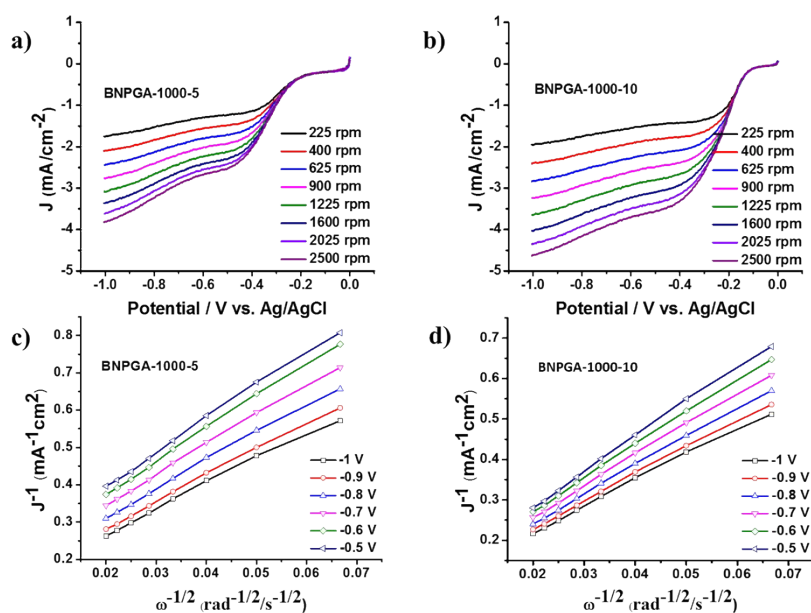 a)
BNPGA-1000-5
1
0
-1
-2
-3
-4
-5
J (mA/cm⁻²)
225 rpm
400 rpm
625 rpm
900 rpm
1225 rpm
1600 rpm
2025 rpm
2500 rpm
-1.0 -0.8 -0.6 -0.4 -0.2 0.0
Potential / V vs. Ag/AgCl
b)
BNPGA-1000-10
1
0
-1
-2
-3
-4
-5
J (mA/cm⁻²)
225 rpm
400 rpm
625 rpm
900 rpm
1225 rpm
1600 rpm
2025 rpm
2500 rpm
-1.0 -0.8 -0.6 -0.4 -0.2 0.0
Potential / V vs. Ag/AgCl
c)
BNPGA-1000-5
0.8
0.7
0.6
0.5
0.4
0.3
0.2
J⁻¹ (mA⁻¹cm²)
-1 V
-0.9 V
-0.8 V
-0.7 V
-0.6 V
-0.5 V
0.02 0.03 0.04 0.05 0.06 0.07
ω⁻¹/² (rad⁻¹/²/s⁻¹/²)
d)
BNPGA-1000-10
0.7
0.6
0.5
0.4
0.3
0.2
J⁻¹ (mA⁻¹cm²)
-1 V
-0.9 V
-0.8 V
-0.7 V
-0.6 V
-0.5 V
0.02 0.03 0.04 0.05 0.06 0.07
ω⁻¹/² (rad⁻¹/²/s⁻¹/²)